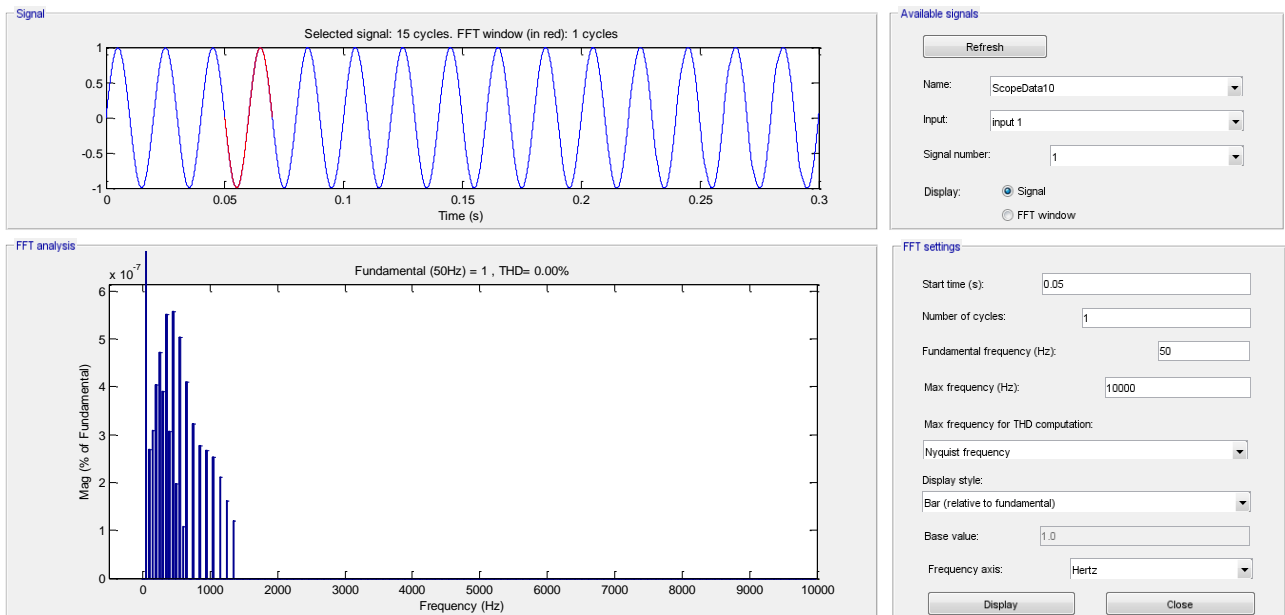 Signal
Selected signal: 15 cycles. FFT window (in red): 1 cycles
1
0.5
0
-0.5
-1
0 0.05 0.1 0.15 0.2 0.25 0.3
Time (s)
Available signals
Refresh
Name: ScopeData10
Input: input 1
Signal number: 1
Display: Signal
FFT window
FFT analysis
x 10^-7
Fundamental (50Hz) = 1 , THD= 0.00%
6
5
4
3
2
1
0
Mag (% of Fundamental)
0 1000 2000 3000 4000 5000 6000 7000 8000 9000 10000
Frequency (Hz)
FFT settings
Start time (s): 0.05
Number of cycles: 1
Fundamental frequency (Hz): 50
Max frequency (Hz): 10000
Max frequency for THD computation:
Nyquist frequency
Display style:
Bar (relative to fundamental)
Base value: 1.0
Frequency axis: Hertz
Display Close